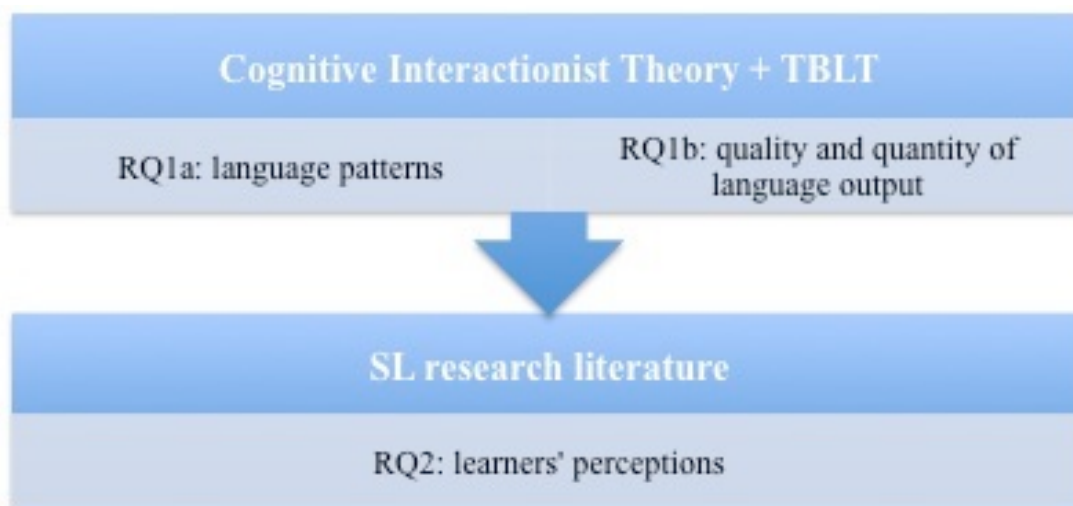 Cognitive Interactionist Theory + TBLT
RQ1a: language patterns
RQ1b: quality and quantity of
language output
SL research literature
RQ2: learners' perceptions